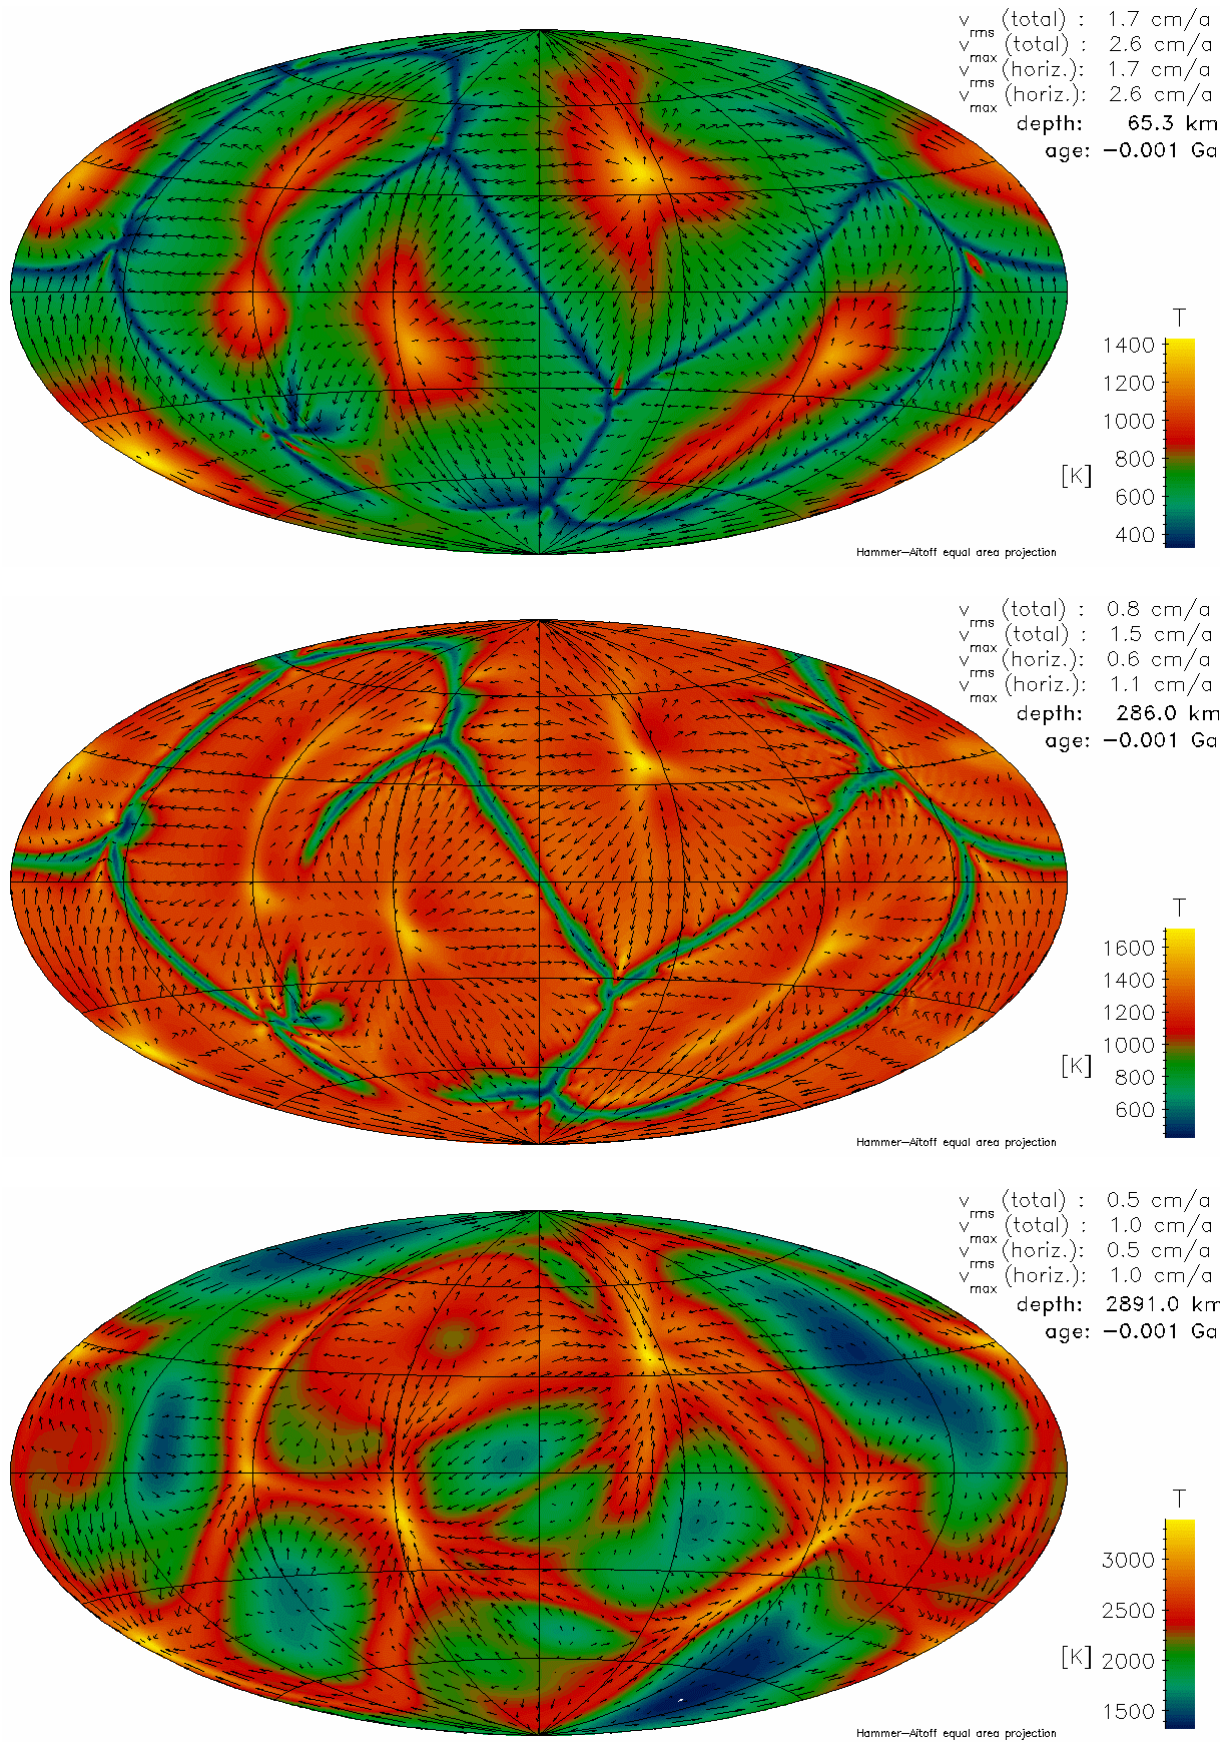 v_rms (total) : 1.7 cm/a
v_max (total) : 2.6 cm/a
v_rms (horiz.): 1.7 cm/a
v_max (horiz.): 2.6 cm/a
depth: 65.3 km
age: −0.001 Ga
T
1400
1200
1000
800
[K]
600
400
Hammer−Aitoff equal area projection
v_rms (total) : 0.8 cm/a
v_max (total) : 1.5 cm/a
v_rms (horiz.): 0.6 cm/a
v_max (horiz.): 1.1 cm/a
depth: 286.0 km
age: −0.001 Ga
T
1600
1400
1200
1000
[K]
800
600
Hammer−Aitoff equal area projection
v_rms (total) : 0.5 cm/a
v_max (total) : 1.0 cm/a
v_rms (horiz.): 0.5 cm/a
v_max (horiz.): 1.0 cm/a
depth: 2891.0 km
age: −0.001 Ga
T
3000
2500
[K] 2000
1500
Hammer−Aitoff equal area projection